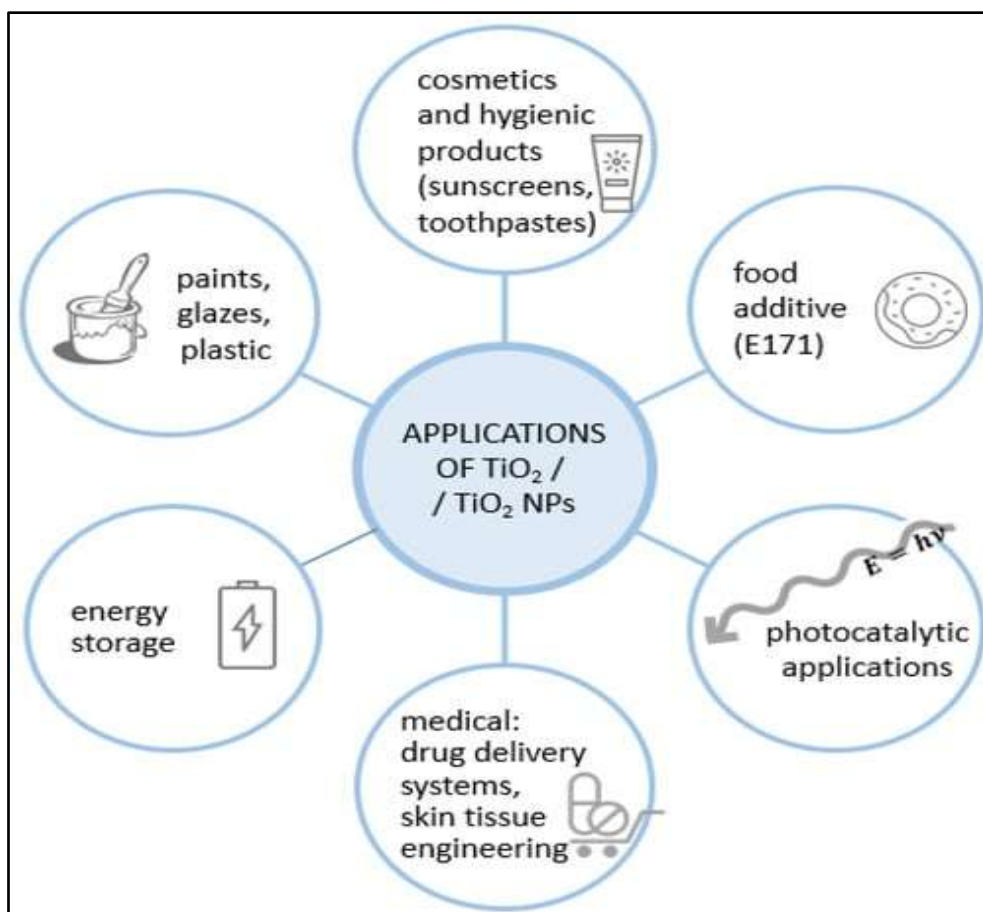 cosmetics
and hygienic
products
(sunscreens,
toothpastes)
paints,
glazes,
plastic
food
additive
(E171)
APPLICATIONS
OF TiO₂ /
/ TiO₂ NPs
E = hν
photocatalytic
applications
energy
storage
medical:
drug delivery
systems,
skin tissue
engineering